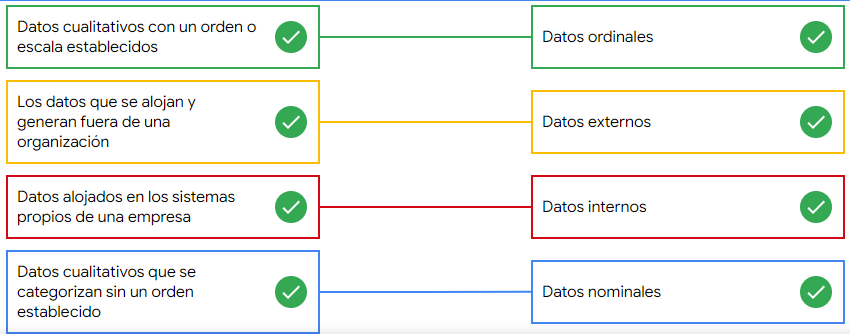 Datos cualitativos con un orden o
escala establecidos
Datos ordinales
Los datos que se alojan y
generan fuera de una
organización
Datos externos
Datos alojados en los sistemas
propios de una empresa
Datos internos
Datos cualitativos que se
categorizan sin un orden
establecido
Datos nominales